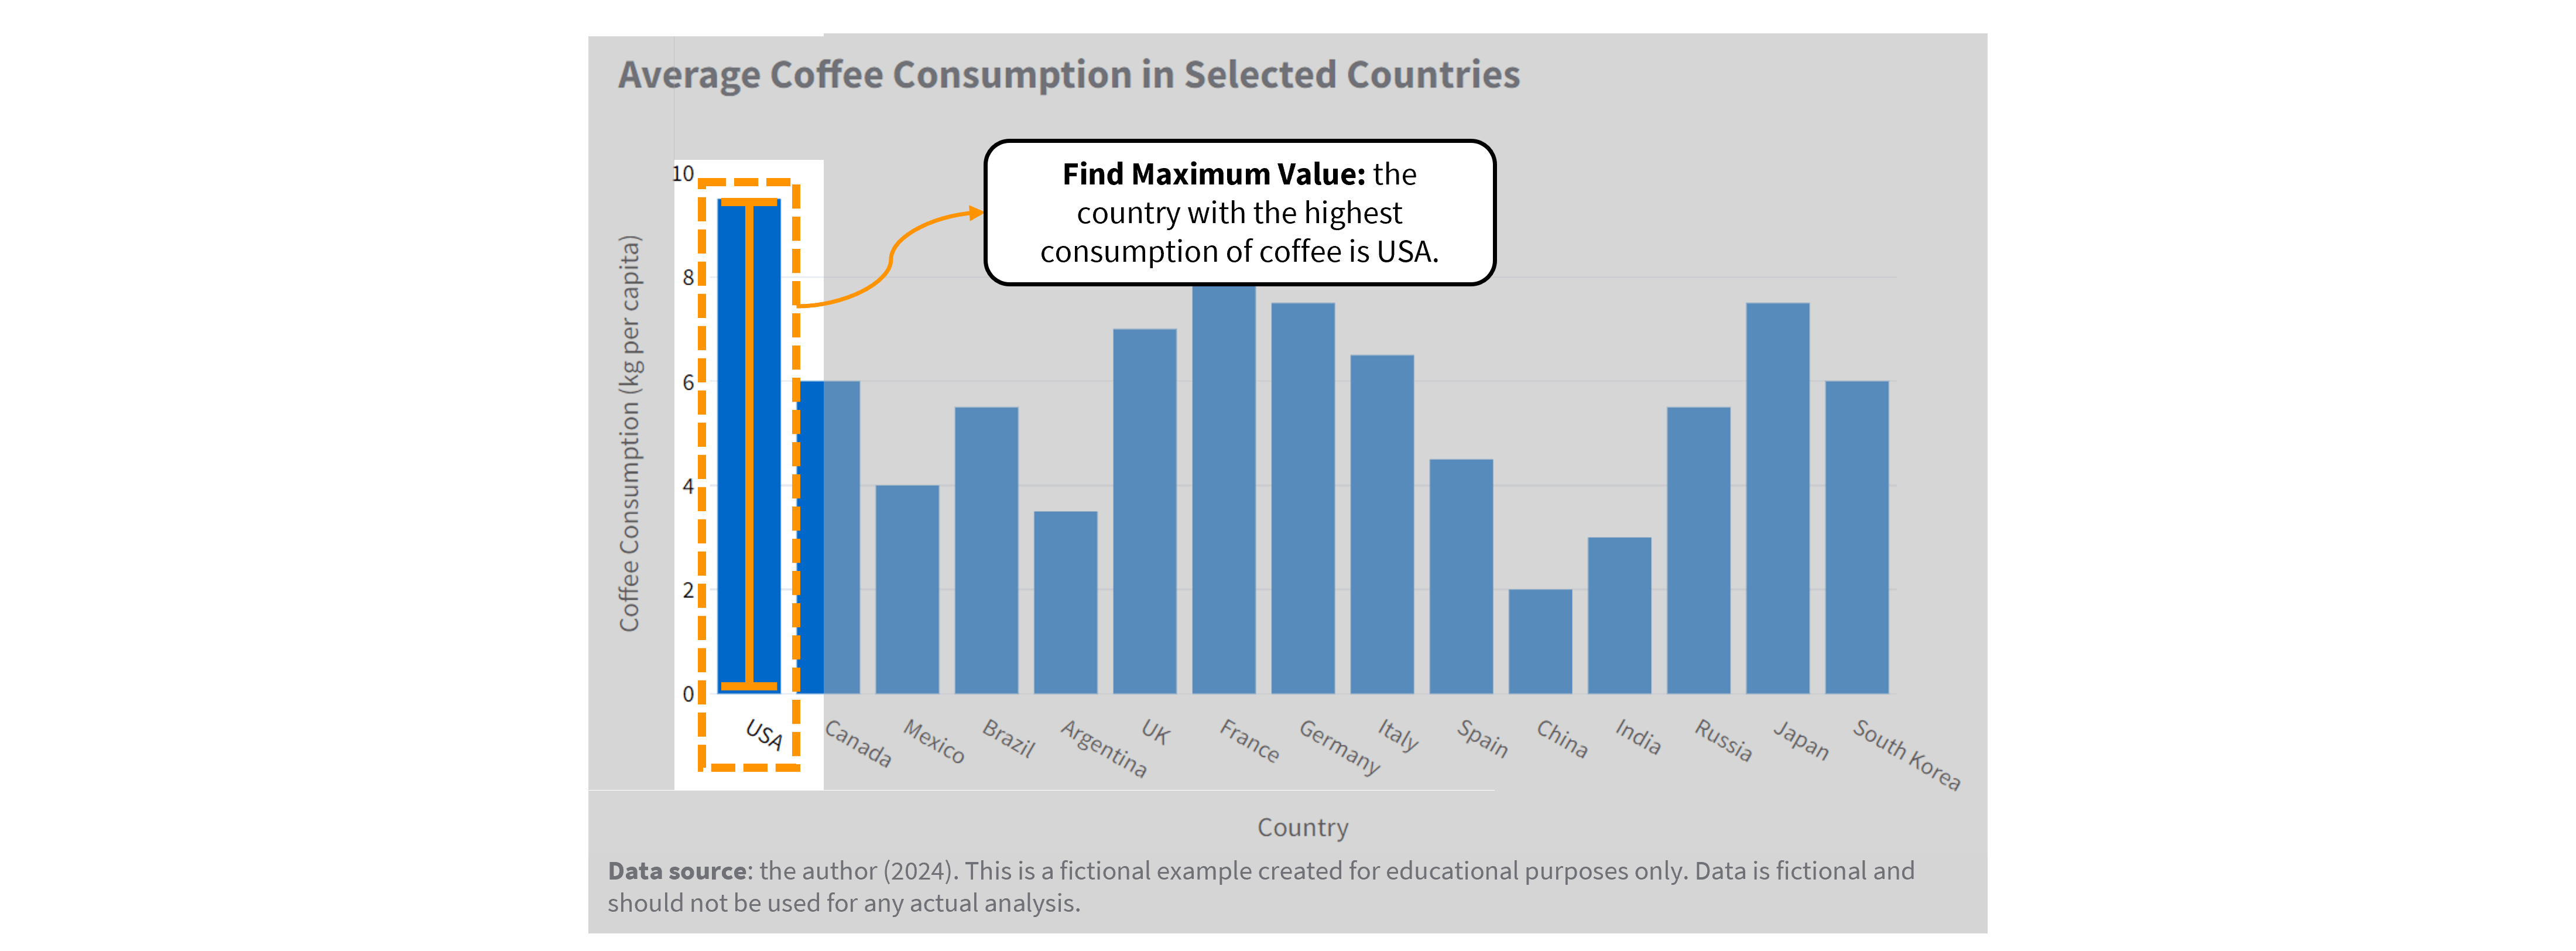 Average Coffee Consumption in Selected Countries
Find Maximum Value: the
country with the highest
consumption of coffee is USA.
Coffee Consumption (kg per capita)
10
8
6
4
2
0
USA
Canada
Mexico
Brazil
Argentina
UK
France
Germany
Italy
Spain
China
India
Russia
Japan
South Korea
Country
Data source: the author (2024). This is a fictional example created for educational purposes only. Data is fictional and
should not be used for any actual analysis.